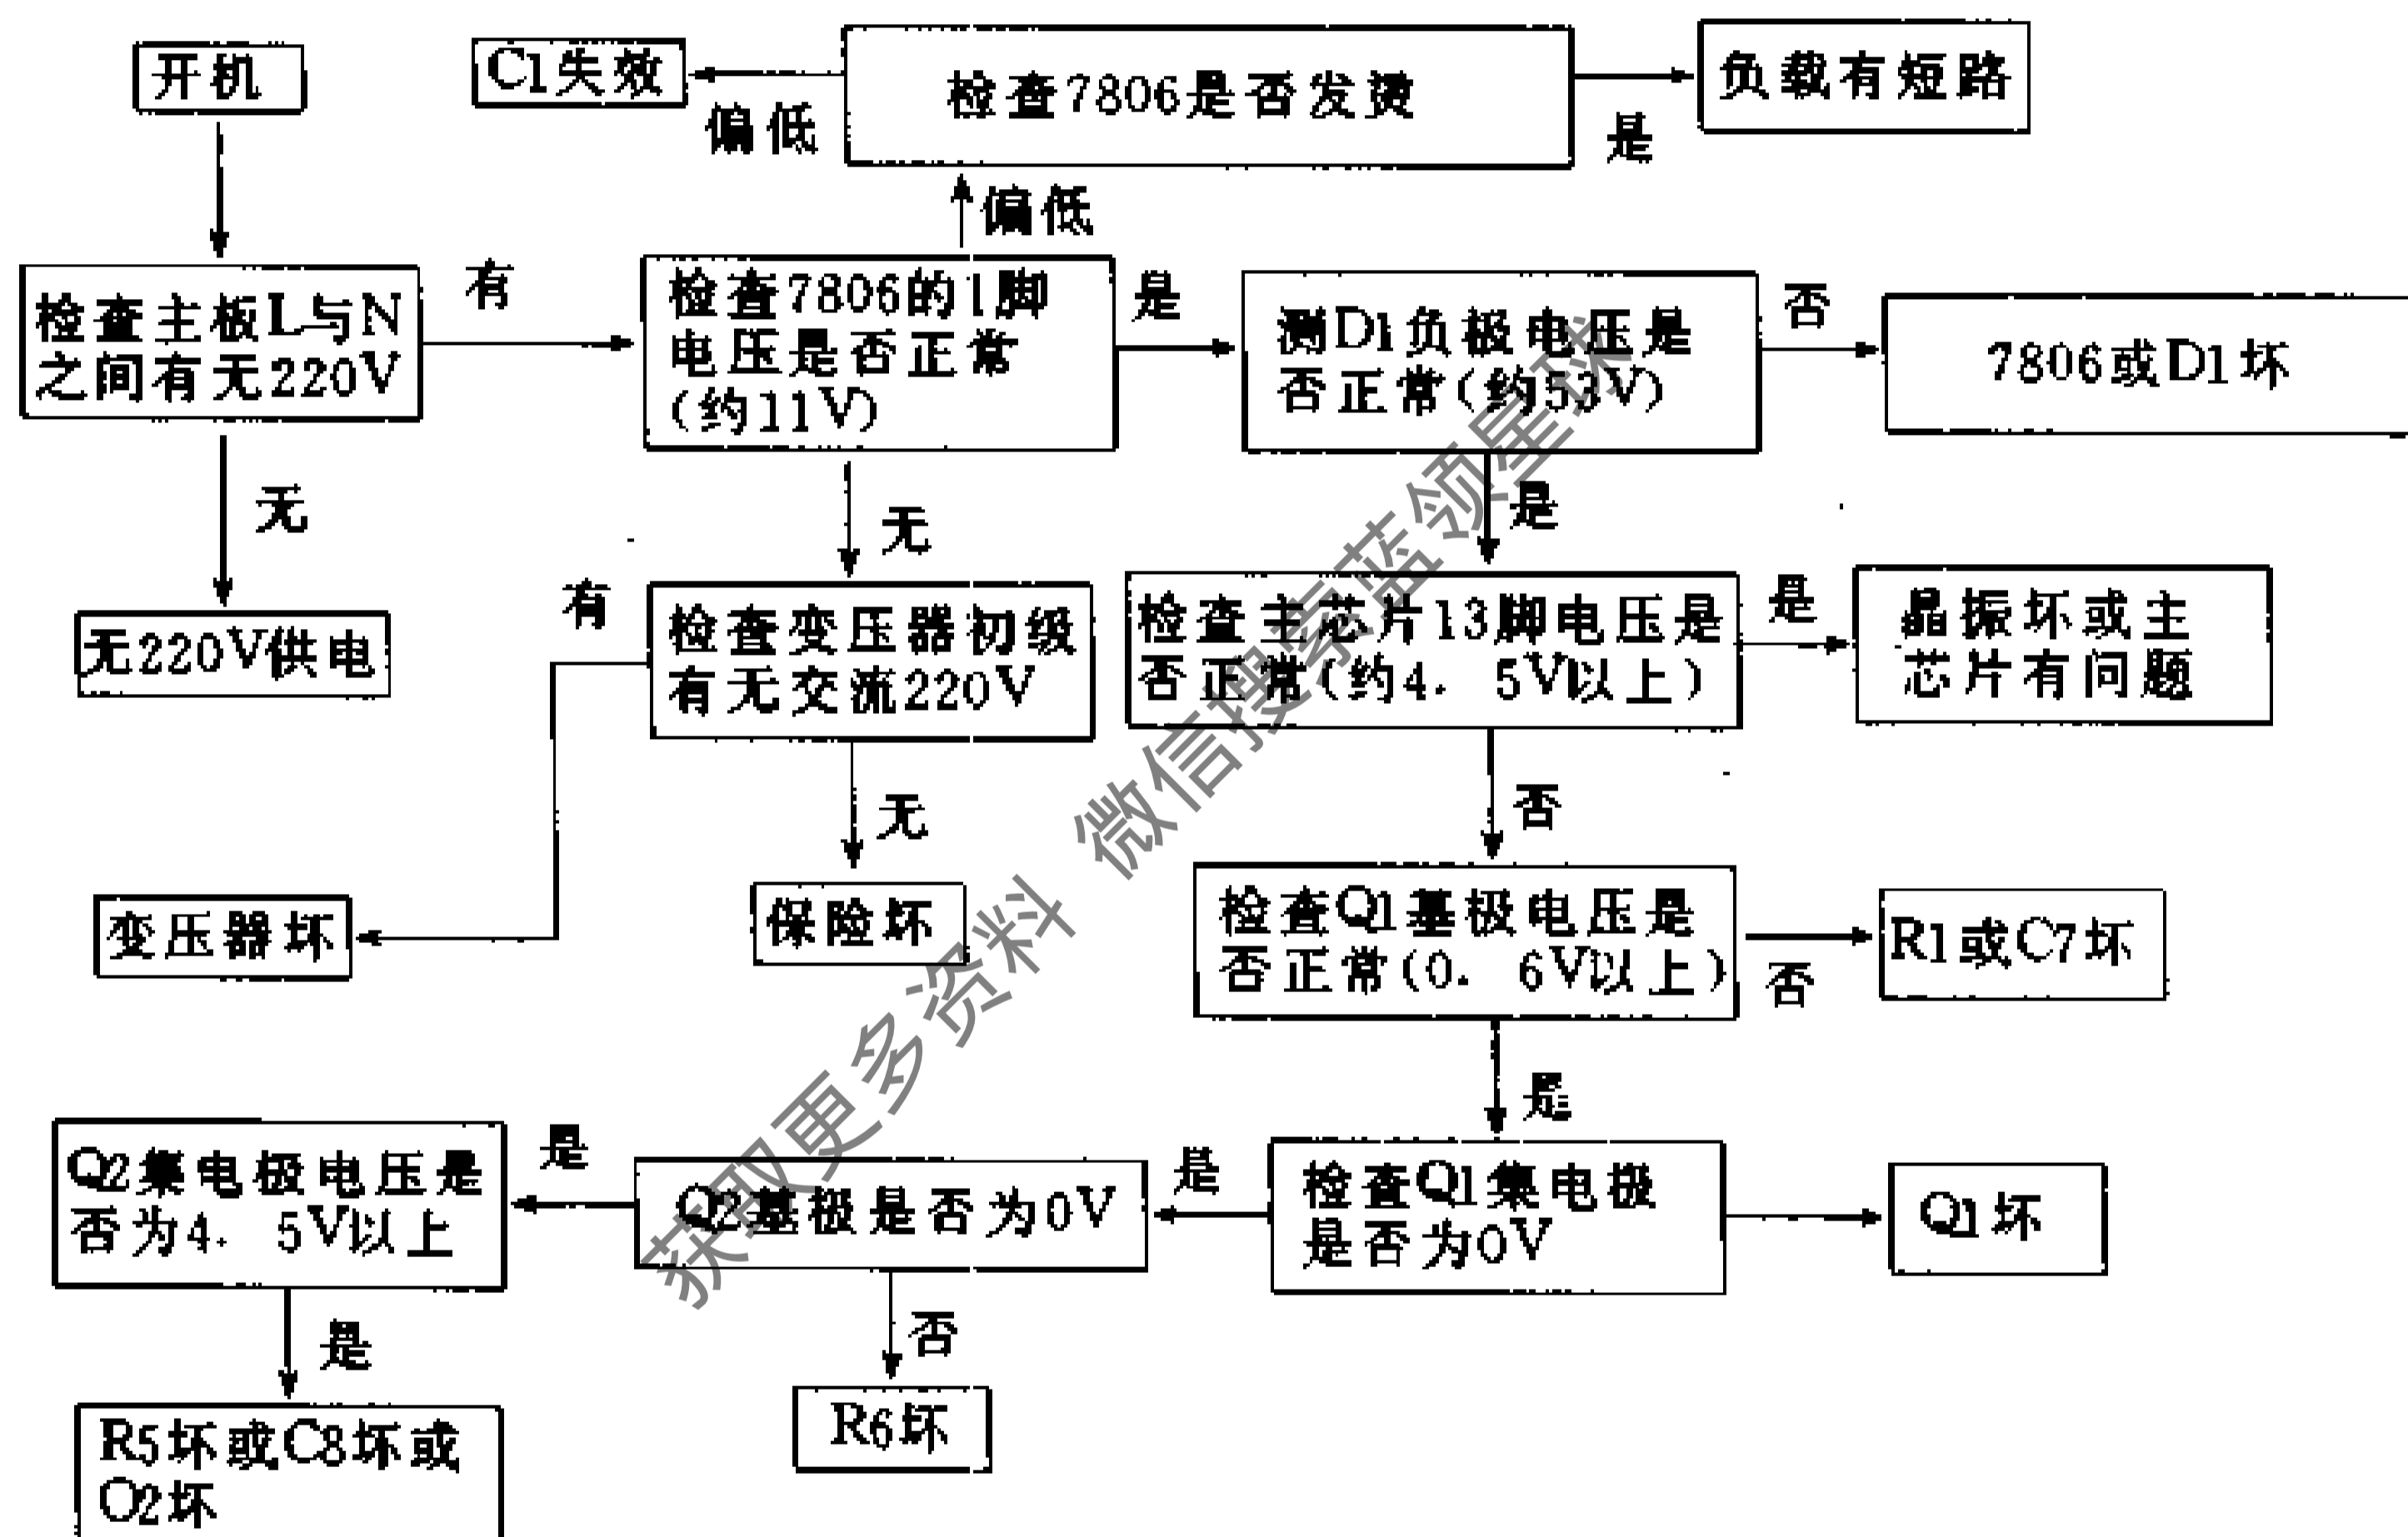 开机
C1失效
偏低
检查7806是否发烫
是
负载有短路
偏低
检查主板L与N
之间有无220V
有
检查7806的1脚
电压是否正常
(约11V)
是
测D1负极电压是
否正常(约53V)
否
7806或D1坏
无
无
是
无220V供电
有
检查变压器初级
有无交流220V
检查主芯片13脚电压是
否正常(约4. 5V以上)
是
晶振坏或主
芯片有问题
无
否
变压器坏
保险坏
检查Q1基极电压是
否正常(0. 6V以上)
否
R1或C7坏
是
Q2集电极电压是
否为4. 5V以上
是
Q2基极是否为0V
是
检查Q1集电极
是否为0V
Q1坏
是
否
R5坏或C8坏或
O2坏
R6坏
获取更多资料 微信搜索蓝领星球